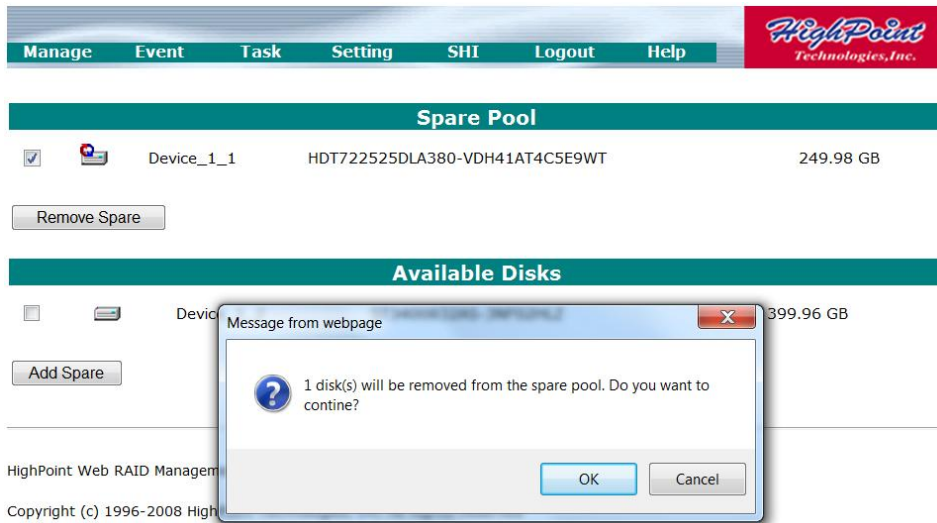 HighPoint
Technologies,Inc.
Manage Event Task Setting SHI Logout Help
Spare Pool
Device_1_1 HDT722525DLA380-VDH41AT4C5E9WT 249.98 GB
Remove Spare
Available Disks
Devic 399.96 GB
Message from webpage
1 disk(s) will be removed from the spare pool. Do you want to
contine?
Add Spare
OK Cancel
HighPoint Web RAID Managem
Copyright (c) 1996-2008 High